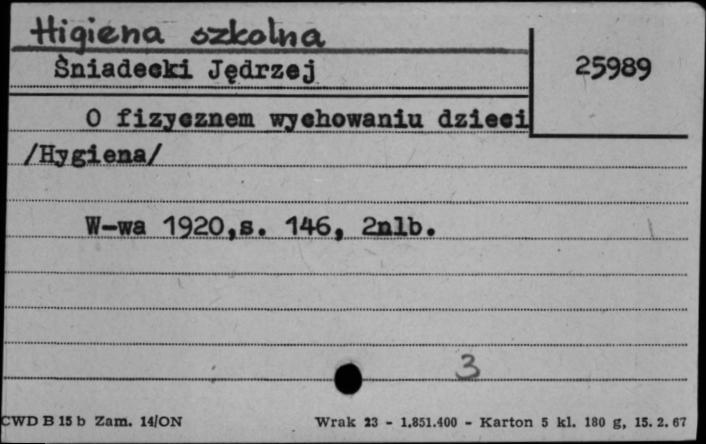 Higiena szkolna
Śniadecki Jędrzej
25989
O fizycznem wychowaniu dzieci
/Hygiena/
W-wa 1920,s. 146, 2nlb.
3
CWD B 15 b Zam. 14/ON
Wrak 23 - 1.851.400 - Karton 5 kl. 180 g, 15. 2. 67